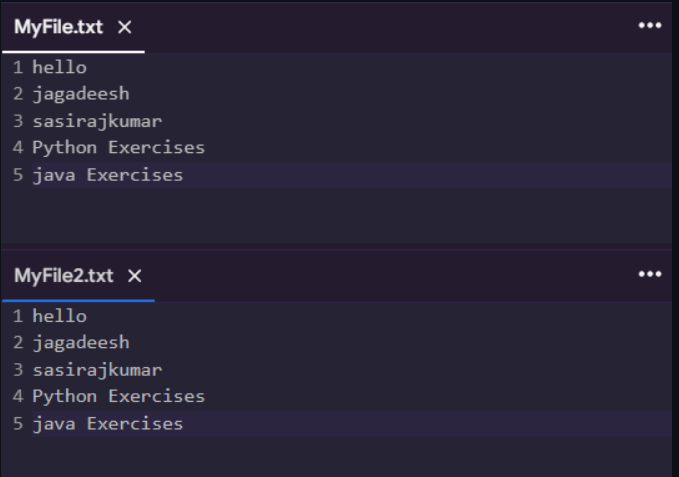 MyFile.txt ×
1 hello
2 jagadeesh
3 sasirajkumar
4 Python Exercises
5 java Exercises
MyFile2.txt ×
1 hello
2 jagadeesh
3 sasirajkumar
4 Python Exercises
5 java Exercises